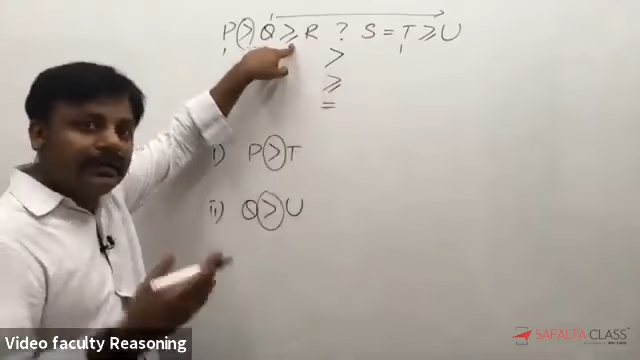 P > Q ≥ R ? S = T ≥ U
>
≥
=
i) P > T
ii) Q > U
SAFALTA CLASS
Video faculty Reasoning